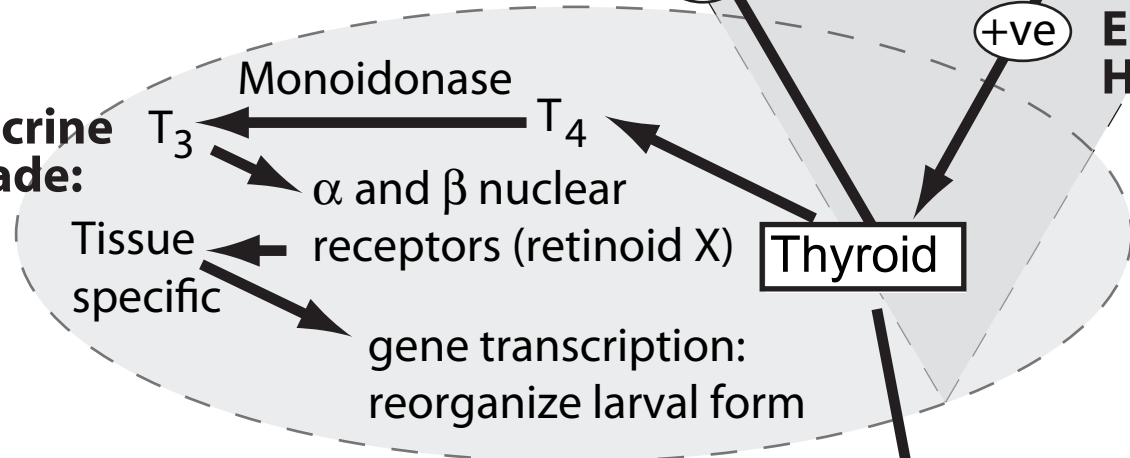 +ve
E
H
Monoidonase
T3
T4
crine
ade:
α and β nuclear
receptors (retinoid X)
Tissue
specific
Thyroid
gene transcription:
reorganize larval form